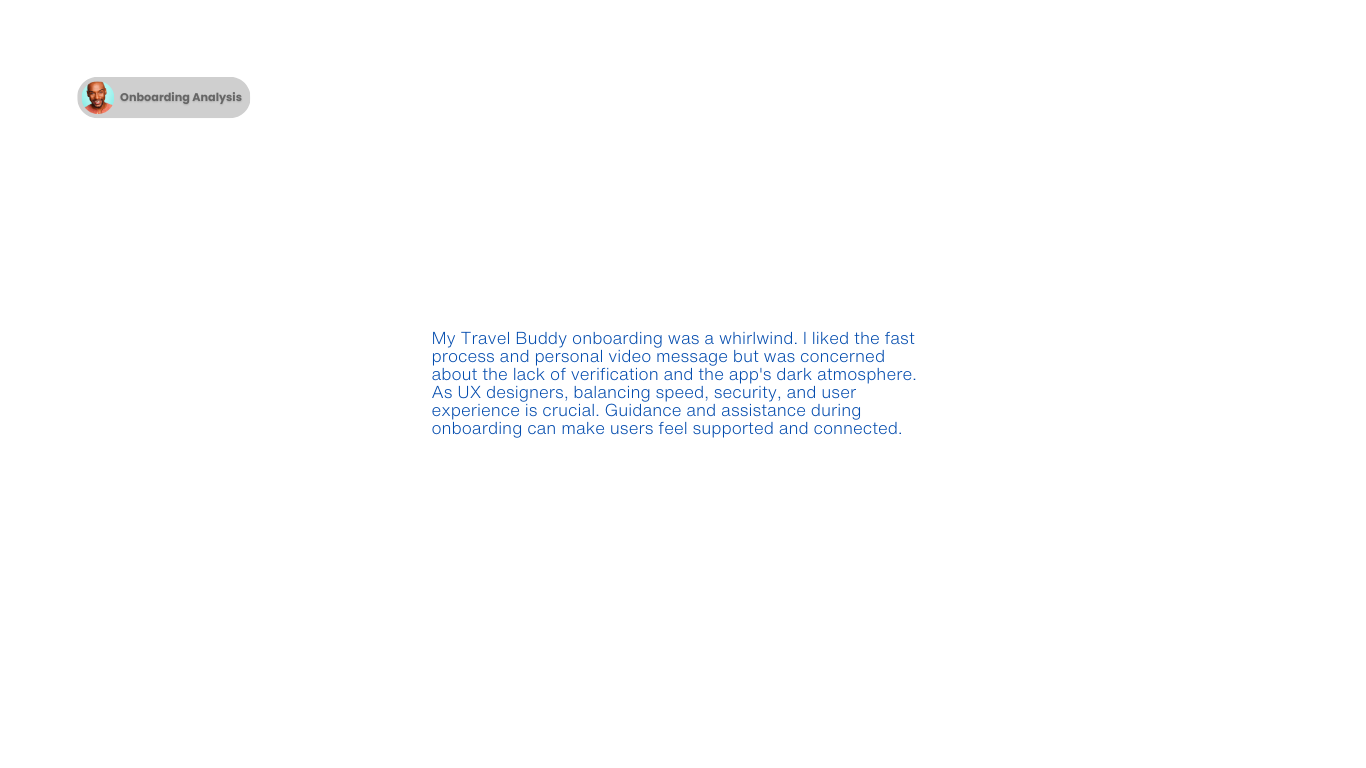 Onboarding Analysis
My Travel Buddy onboarding was a whirlwind. I liked the fast
process and personal video message but was concerned
about the lack of verification and the app's dark atmosphere.
As UX designers, balancing speed, security, and user
experience is crucial. Guidance and assistance during
onboarding can make users feel supported and connected.